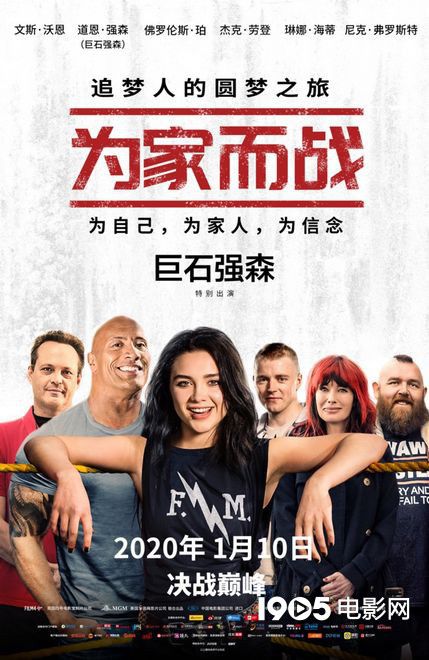 文斯·沃恩 道恩·强森 佛罗伦斯·珀 杰克·劳登 琳娜·海蒂 尼克·弗罗斯特
(巨石强森)
追梦人的圆梦之旅
为家而战
为自己，为家人，为信念
巨石强森
特别出演
F. M.
2020年 1月10日
决战巅峰
1905电影网
FILM4
MGM